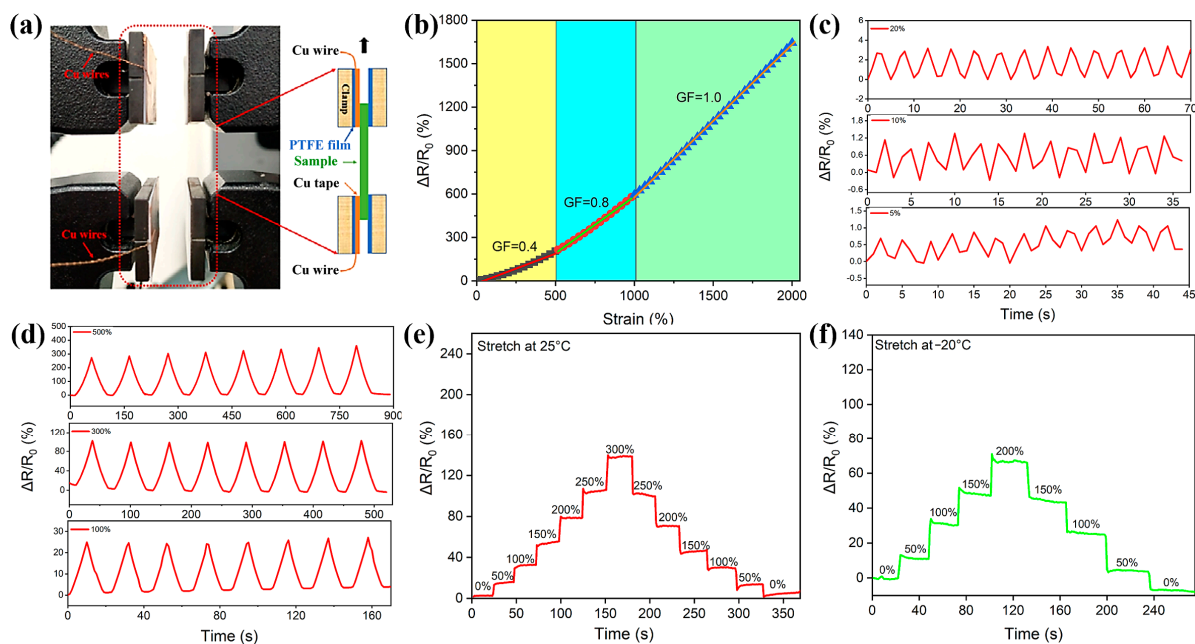 (a)
Cu wires
Cu wires
Cu wire
Clamp
PTFE film
Sample
Cu tape
Cu wire
(b)
ΔR/R0 (%)
1800
1500
1200
900
600
300
0
GF=0.4
GF=0.8
GF=1.0
0 500 1000 1500 2000
Strain (%)
(c)
ΔR/R0 (%)
20%
6
4
2
0
-2
0 10 20 30 40 50 60 70
10%
1.8
1.2
0.6
0.0
-0.6
0 5 10 15 20 25 30 35
5%
1.5
1.0
0.5
0.0
-0.5
0 5 10 15 20 25 30 35 40 45
Time (s)
(d)
ΔR/R0 (%)
500%
500
400
300
200
100
0
0 150 300 450 600 750 900
300%
120
80
40
0
0 100 200 300 400 500
100%
30
20
10
0
0 40 80 120 160
Time (s)
(e)
Stretch at 25°C
ΔR/R0 (%)
240
200
160
120
80
40
0
0%
50%
100%
150%
200%
250%
300%
250%
200%
150%
100%
50%
0%
0 50 100 150 200 250 300 350
Time (s)
(f)
Stretch at −20°C
ΔR/R0 (%)
140
120
100
80
60
40
20
0
0%
50%
100%
150%
200%
150%
100%
50%
0%
0 40 80 120 160 200 240
Time (s)